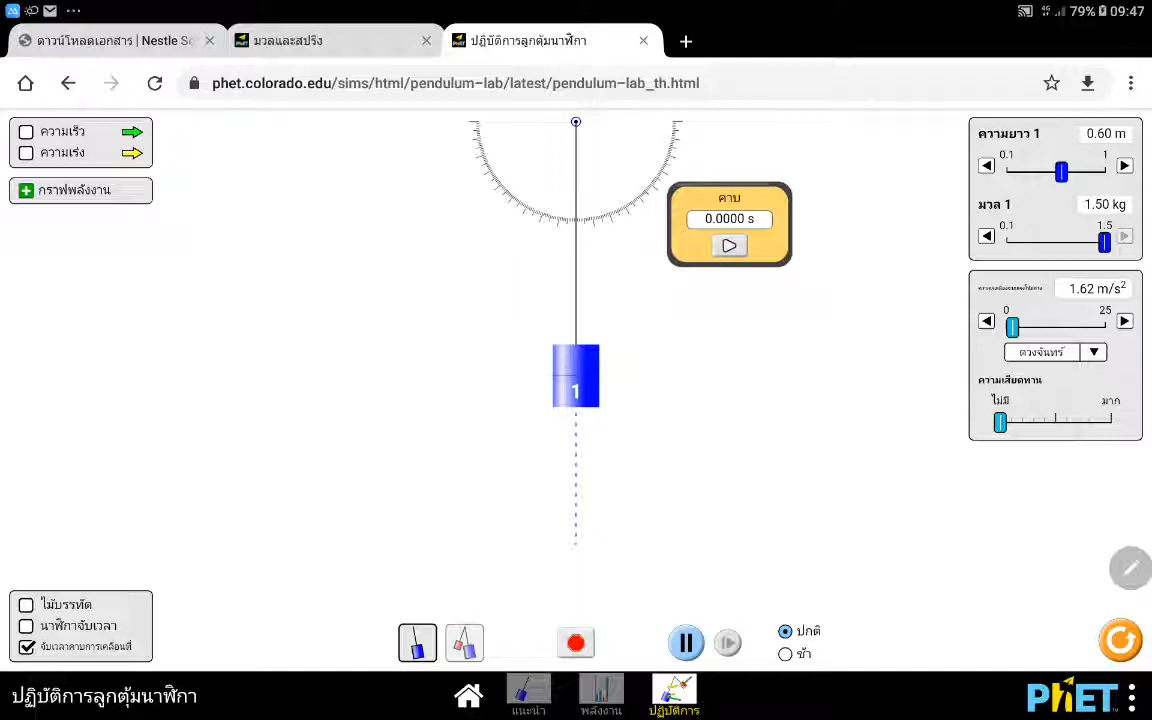 4G 79% 09:47
ดาวน์โหลดเอกสาร | Nestle Sc
มวลและสปริง
ปฏิบัติการลูกตุ้มนาฬิกา
phet.colorado.edu/sims/html/pendulum-lab/latest/pendulum-lab_th.html
ความเร็ว
ความเร่ง
กราฟพลังงาน
คาบ
0.0000 s
ความยาว 1 0.60 m
0.1 1
มวล 1 1.50 kg
0.1 1.5
1.62 m/s²
0 25
ดวงจันทร์
ความเสียดทาน
ไม่มี มาก
1
ไม้บรรทัด
นาฬิกาจับเวลา
จับเวลาคาบการเคลื่อนที่
ปกติ
ช้า
ปฏิบัติการลูกตุ้มนาฬิกา
แนะนำ
พลังงาน
ปฏิบัติการ
PhET